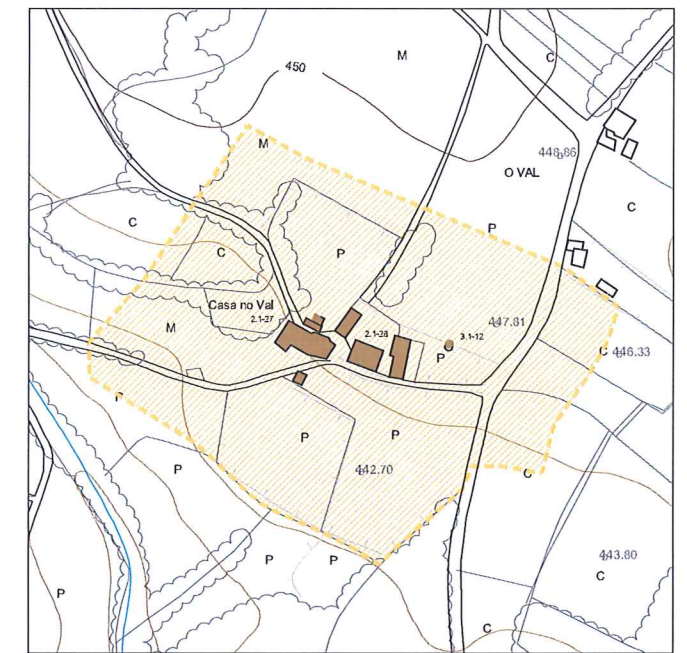 M
C
450
M
448,86
O VAL
C
C
P
P
C
Casa no Val
2.1-27
447.81
M
2.1-28
3.1-12
P
C 446.33
P
P
P
P
442.70
C
P
P
443.80
C
P
C